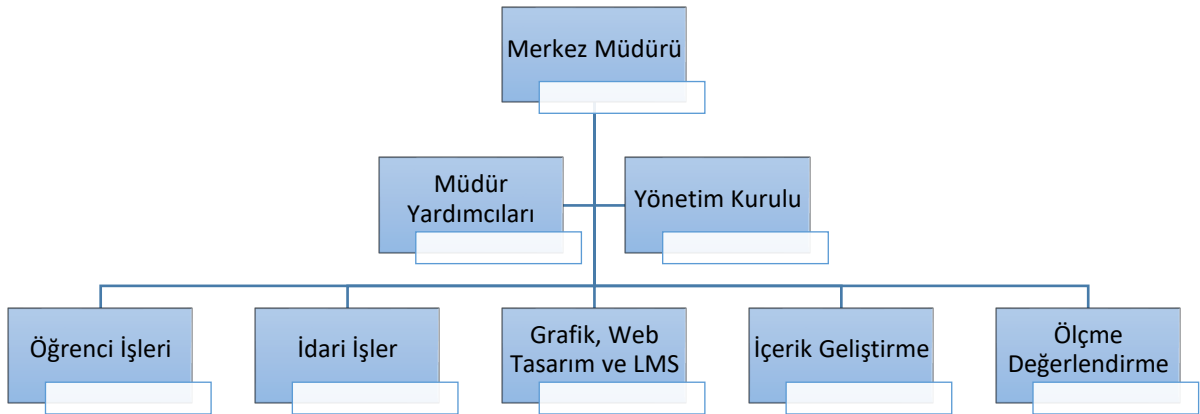 Merkez Müdürü
Müdür
Yardımcıları
Yönetim Kurulu
Öğrenci İşleri
İdari İşler
Grafik, Web
Tasarım ve LMS
İçerik Geliştirme
Ölçme
Değerlendirme